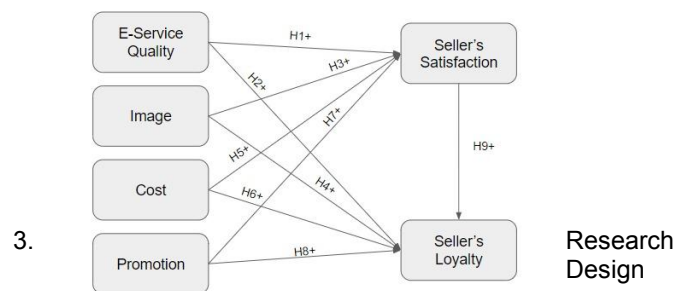 E-Service
Quality
H1+
Seller's
Satisfaction
H2+
H3+
Image
H7+
H5+
H9+
H4+
Cost
H6+
3.
Promotion
H8+
Seller's
Loyalty
Research
Design